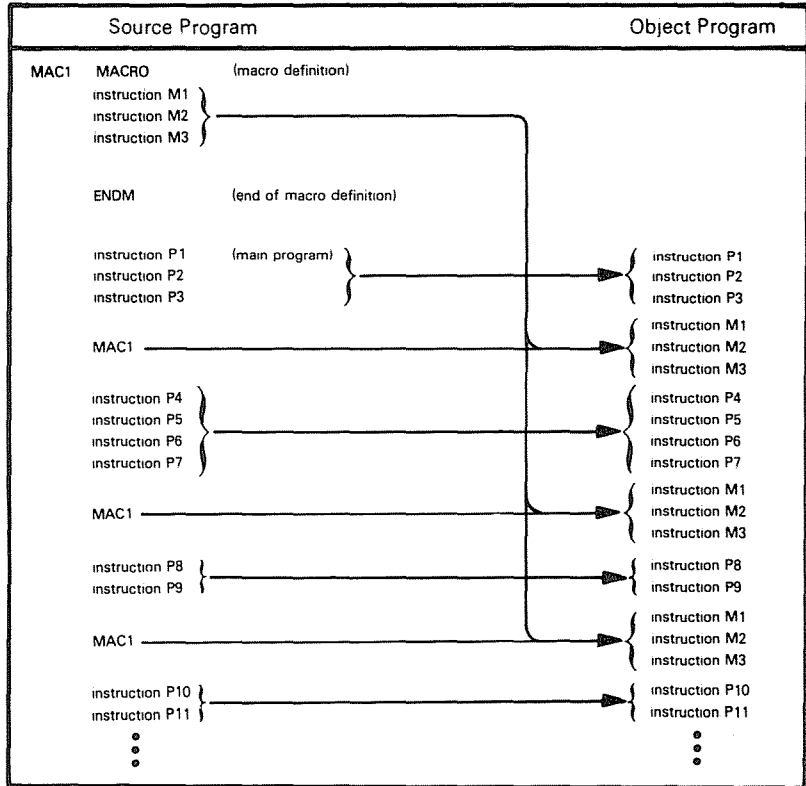 Source Program Object Program
MAC1 MACRO (macro definition)
instruction M1
instruction M2
instruction M3
ENDM (end of macro definition)
instruction P1 (main program) instruction P1
instruction P2 instruction P2
instruction P3 instruction P3
instruction M1
MAC1 instruction M2
instruction M3
instruction P4 instruction P4
instruction P5 instruction P5
instruction P6 instruction P6
instruction P7 instruction P7
instruction M1
MAC1 instruction M2
instruction M3
instruction P8 instruction P8
instruction P9 instruction P9
instruction M1
MAC1 instruction M2
instruction M3
instruction P10 instruction P10
instruction P11 instruction P11